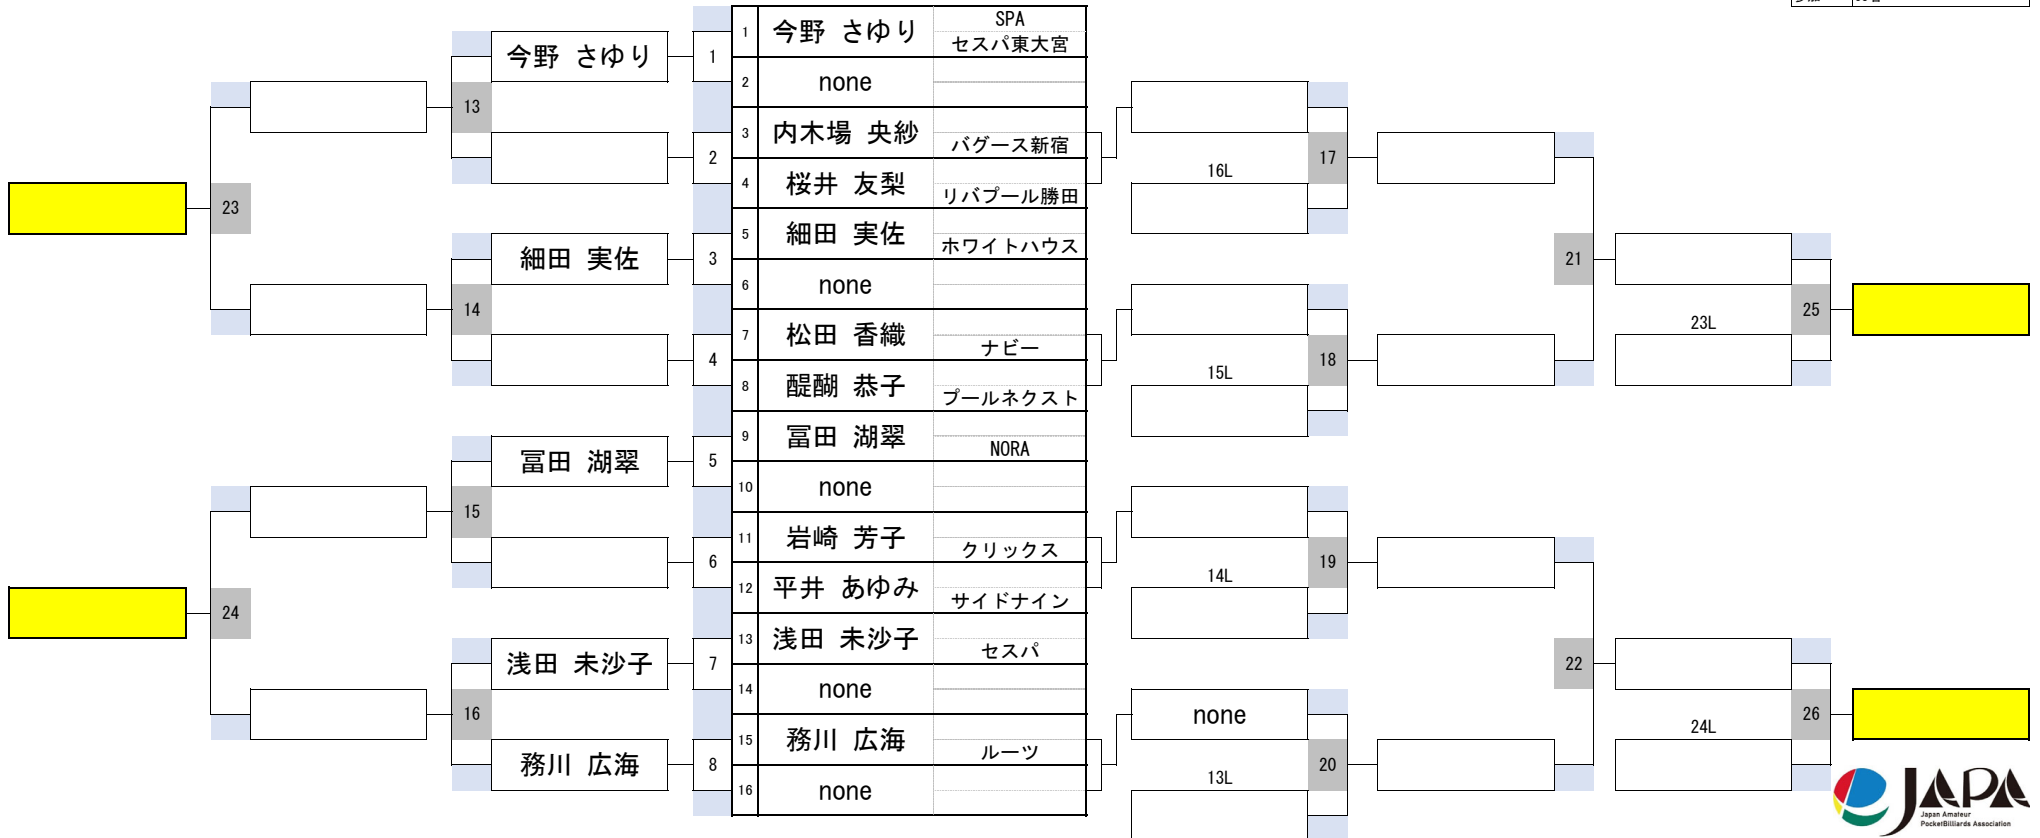 1 今野 さゆり SPA
セスパ東大宮
2 none
3 内木場 央紗 バグース新宿
4 桜井 友梨 リバプール勝田
5 細田 実佐 ホワイトハウス
6 none
7 松田 香織 ナビー
8 醍醐 恭子 プールネクスト
9 冨田 湖翠 NORA
10 none
11 岩崎 芳子 クリックス
12 平井 あゆみ サイドナイン
13 浅田 未沙子 セスパ
14 none
15 務川 広海 ルーツ
16 none
今野 さゆり 1
13
2
23
細田 実佐 3
14
4
冨田 湖翠 5
15
6
24
浅田 未沙子 7
16
務川 広海 8
16L 17
21
15L 18
23L 25
14L 19
22
none
13L 20
24L 26
JAPA
Japan Amateur
PocketBilliards Association